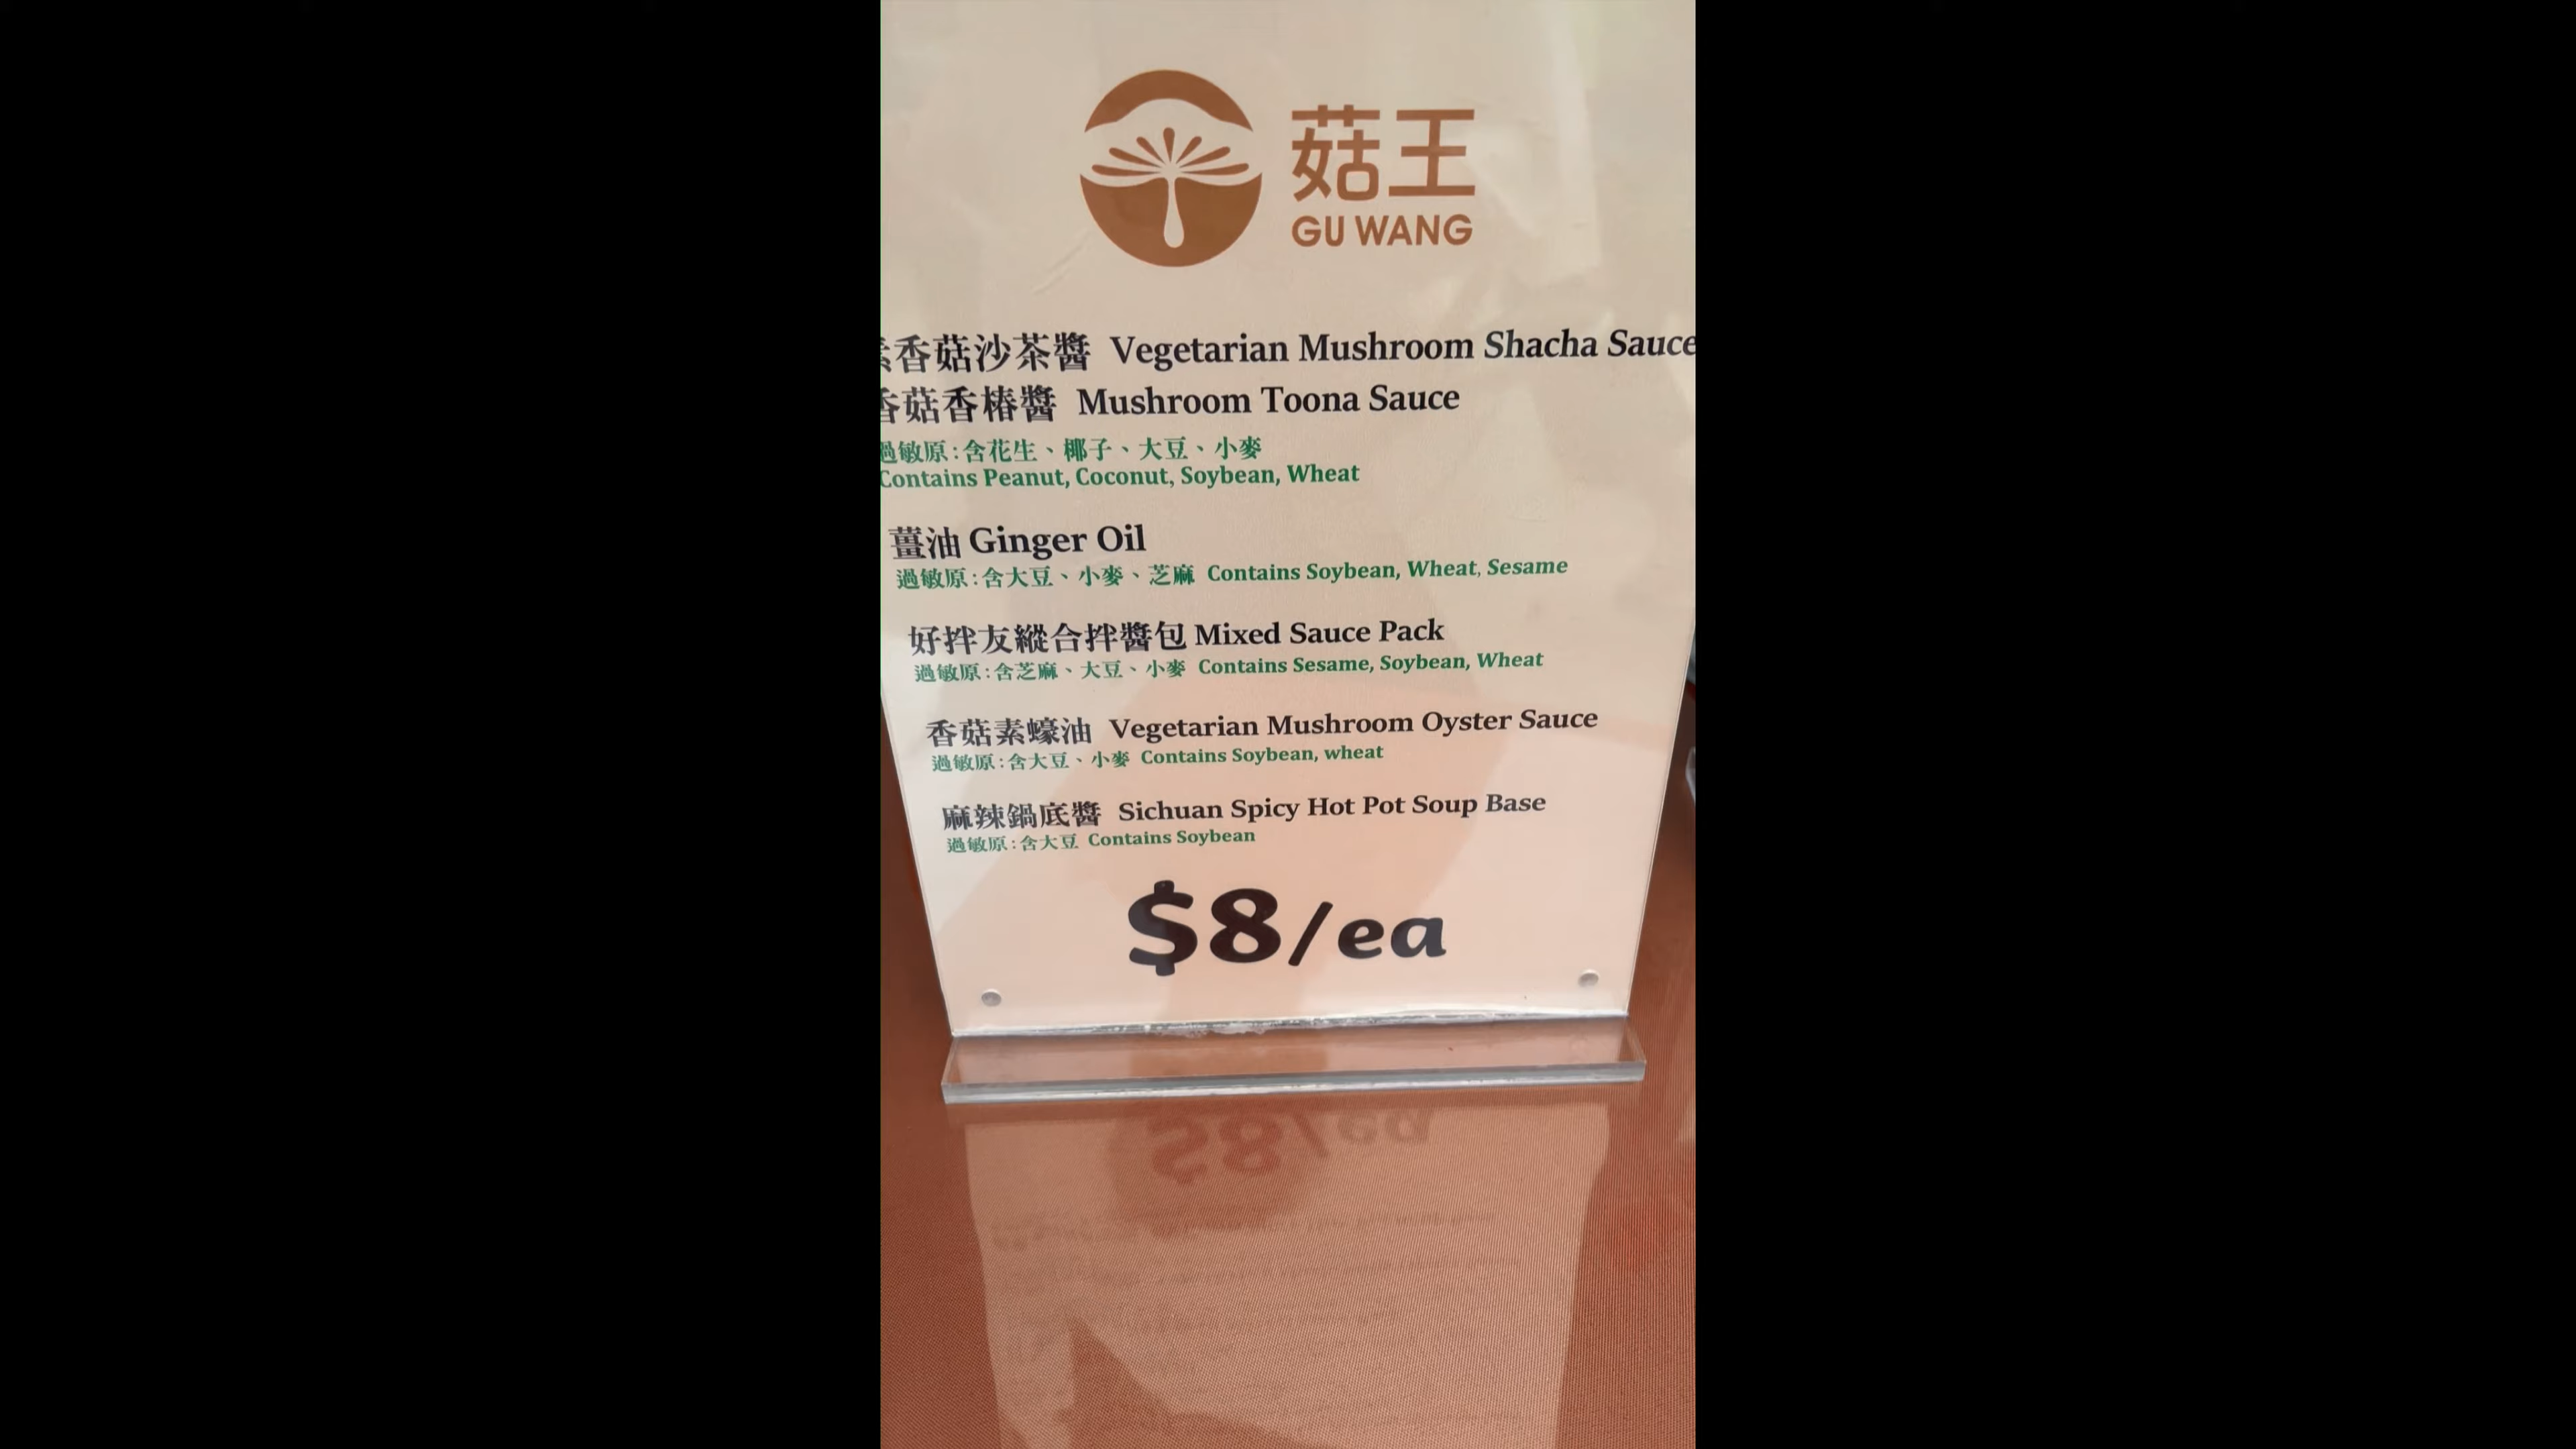 菇王
GU WANG
素香菇沙茶醬 Vegetarian Mushroom Shacha Sauce
香菇香椿醬 Mushroom Toona Sauce
過敏原:含花生、椰子、大豆、小麥
Contains Peanut, Coconut, Soybean, Wheat
薑油 Ginger Oil
過敏原:含大豆、小麥、芝麻 Contains Soybean, Wheat, Sesame
好拌友縱合拌醬包 Mixed Sauce Pack
過敏原:含芝麻、大豆、小麥 Contains Sesame, Soybean, Wheat
香菇素蠔油 Vegetarian Mushroom Oyster Sauce
過敏原:含大豆、小麥 Contains Soybean, wheat
麻辣鍋底醬 Sichuan Spicy Hot Pot Soup Base
過敏原:含大豆 Contains Soybean
$8/ea